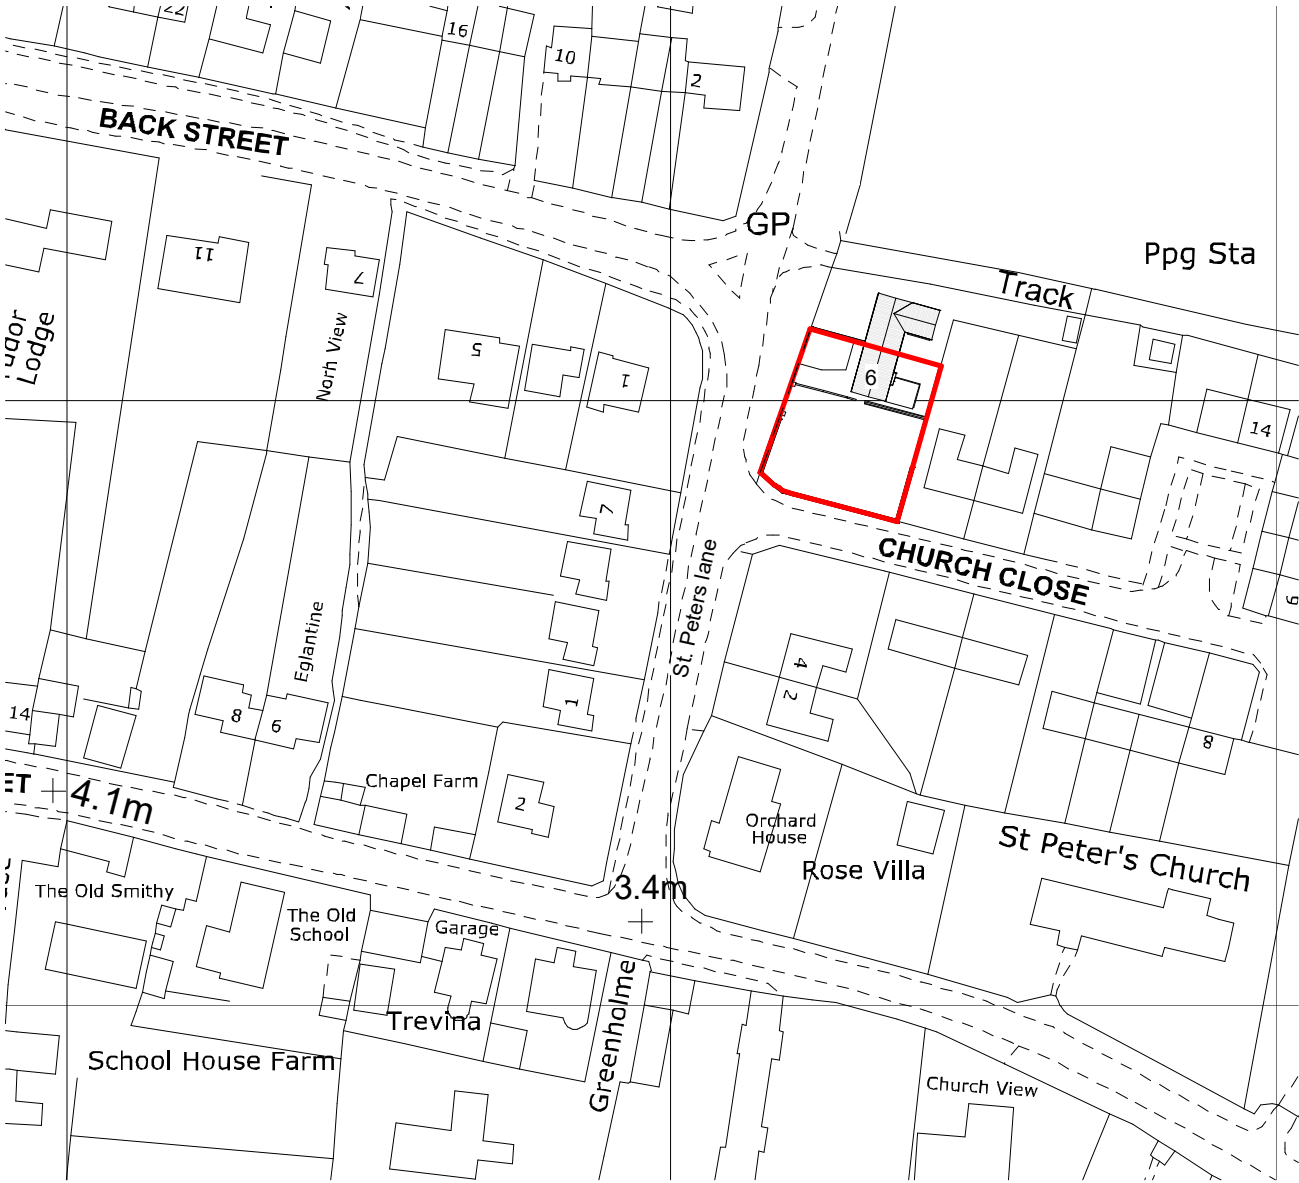 22
16
10
2
BACK STREET
GP
Ppg Sta
Track
11
7
Lodge
Norh View
5
1
6
14
7
CHURCH CLOSE
St. Peters lane
Eglantine
4
2
9
14
8
6
1
8
Chapel Farm
2
ET
4.1m
Orchard
House
Rose Villa
St Peter's Church
3.4m
The Old Smithy
The Old
School
Garage
Trevina
Greenholme
School House Farm
Church View